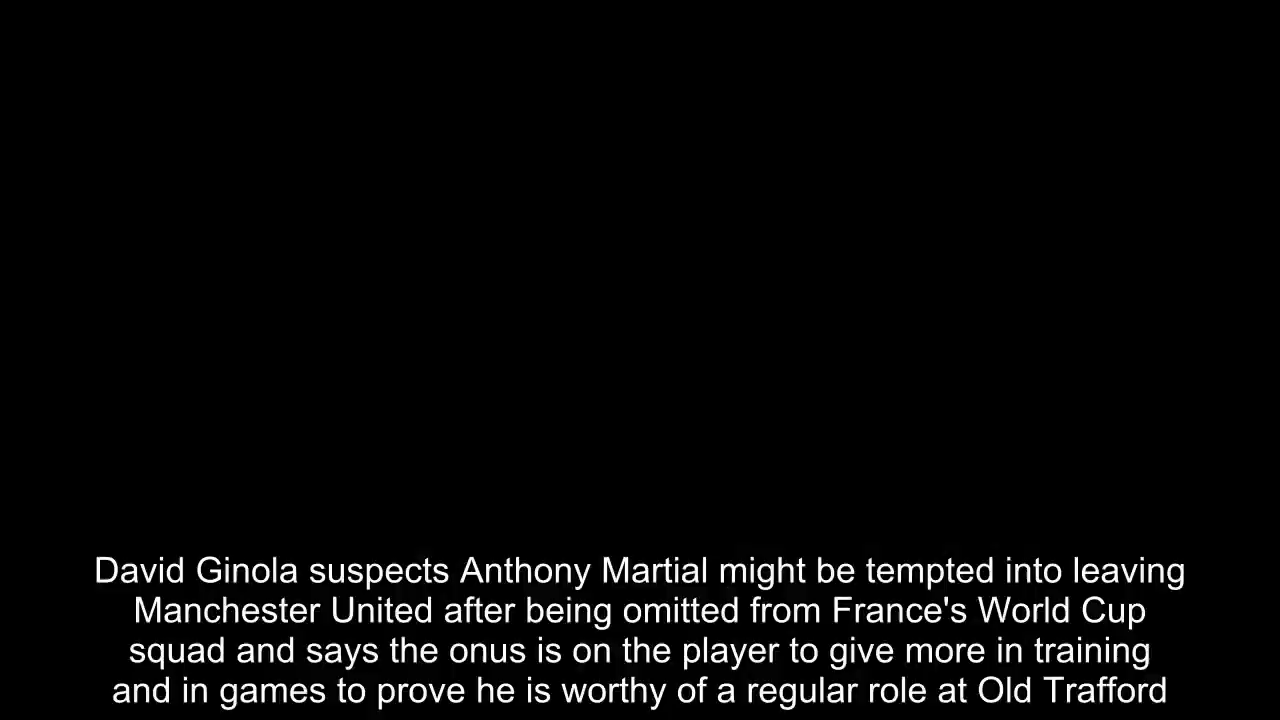 David Ginola suspects Anthony Martial might be tempted into leaving
Manchester United after being omitted from France's World Cup
squad and says the onus is on the player to give more in training
and in games to prove he is worthy of a regular role at Old Trafford